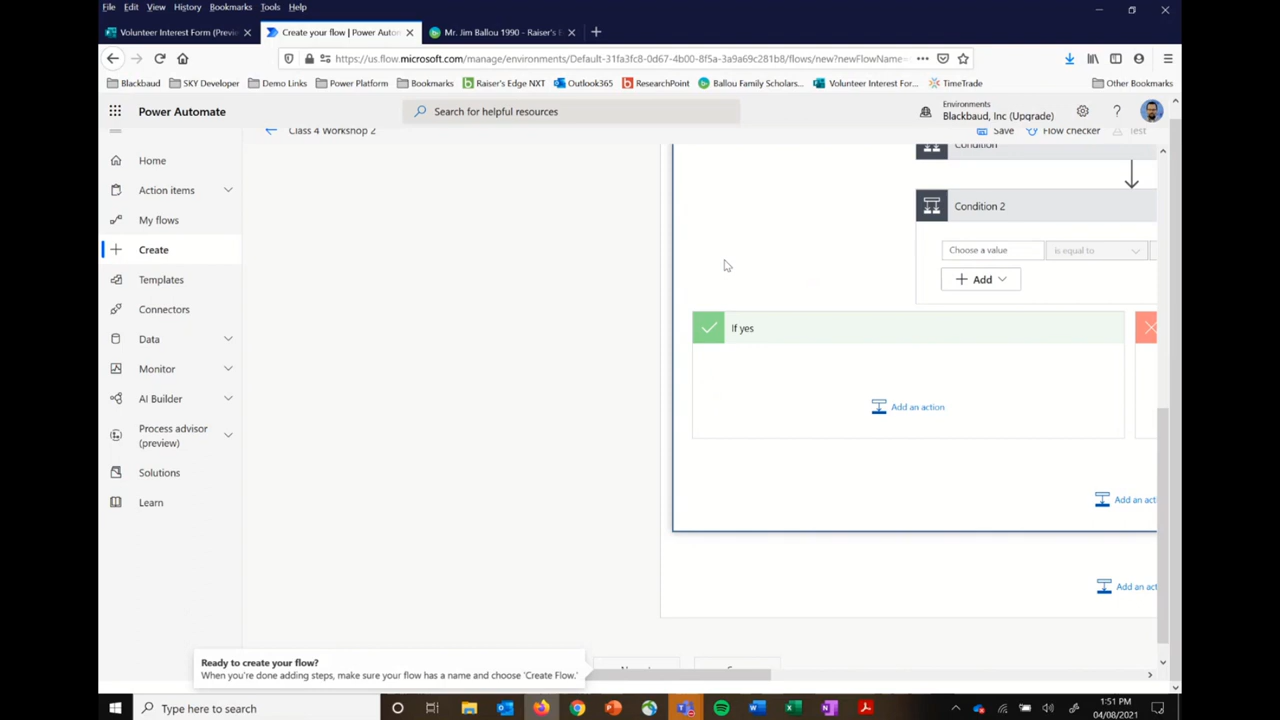 File Edit View History Bookmarks Tools Help
Volunteer Interest Form (Previe
Create your flow | Power Autom
Mr. Jim Ballou 1990 - Raiser's E
https://us.flow.microsoft.com/manage/environments/Default-31fa3fc8-0d67-4b00-8f5a-3a9a69c281b8/flows/new?newFlowName=
Blackbaud SKY Developer Demo Links Power Platform Bookmarks Raiser's Edge NXT Outlook365 ResearchPoint Ballou Family Scholars... Volunteer Interest For... TimeTrade Other Bookmarks
Power Automate
Search for helpful resources
Environments
Blackbaud, Inc (Upgrade)
Class 4 Workshop 2
Save Flow checker Test
Home
Action items
My flows
Create
Templates
Connectors
Data
Monitor
AI Builder
Process advisor
(preview)
Solutions
Learn
Condition
Condition 2
Choose a value is equal to
Add
If yes
Add an action
Add an act
Add an act
Ready to create your flow?
When you're done adding steps, make sure your flow has a name and choose 'Create Flow.'
Type here to search
1:51 PM
04/08/2021